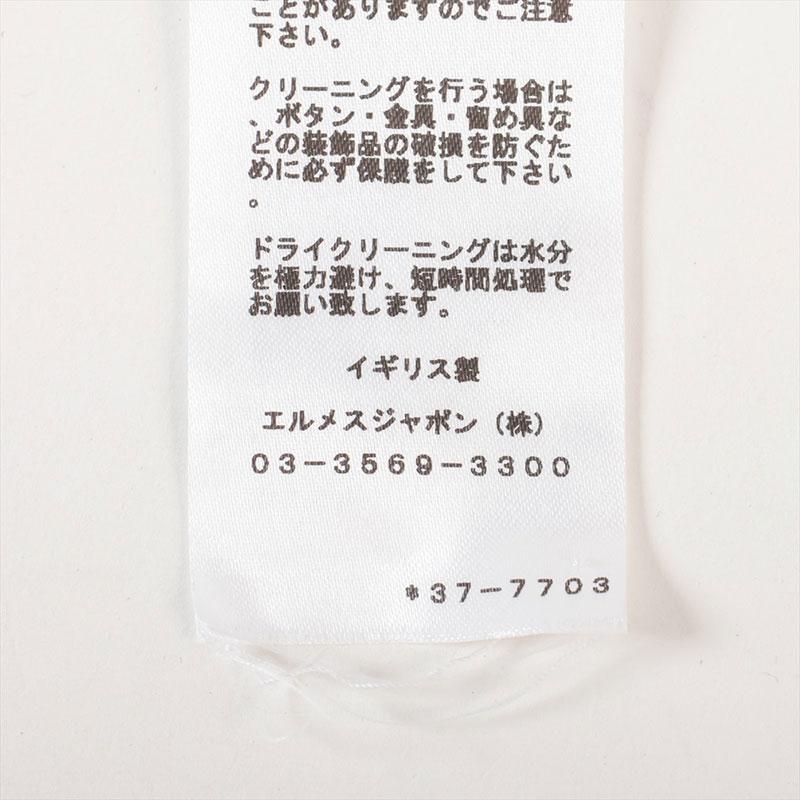 ことがありますのでご注意
下さい。
クリーニングを行う場合は
、ボタン・金具・留め具な
どの装飾品の破損を防ぐた
めに必ず保護をして下さい
。
ドライクリーニングは水分
を極力避け、短時間処理で
お願い致します。
イギリス製
エルメスジャポン（株）
03-3569-3300
*37-7703